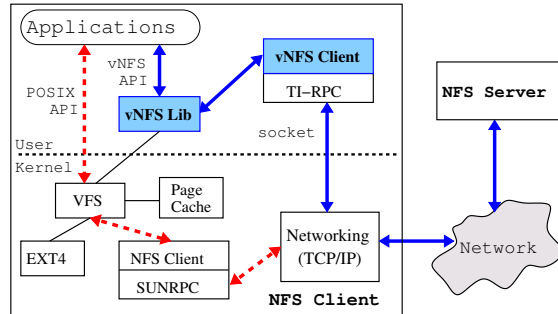 Applications
vNFS
API
POSIX
API
vNFS Lib
vNFS Client
TI-RPC
socket
NFS Server
User
Kernel
VFS
Page
Cache
EXT4
NFS Client
SUNRPC
Networking
(TCP/IP)
Network
NFS Client